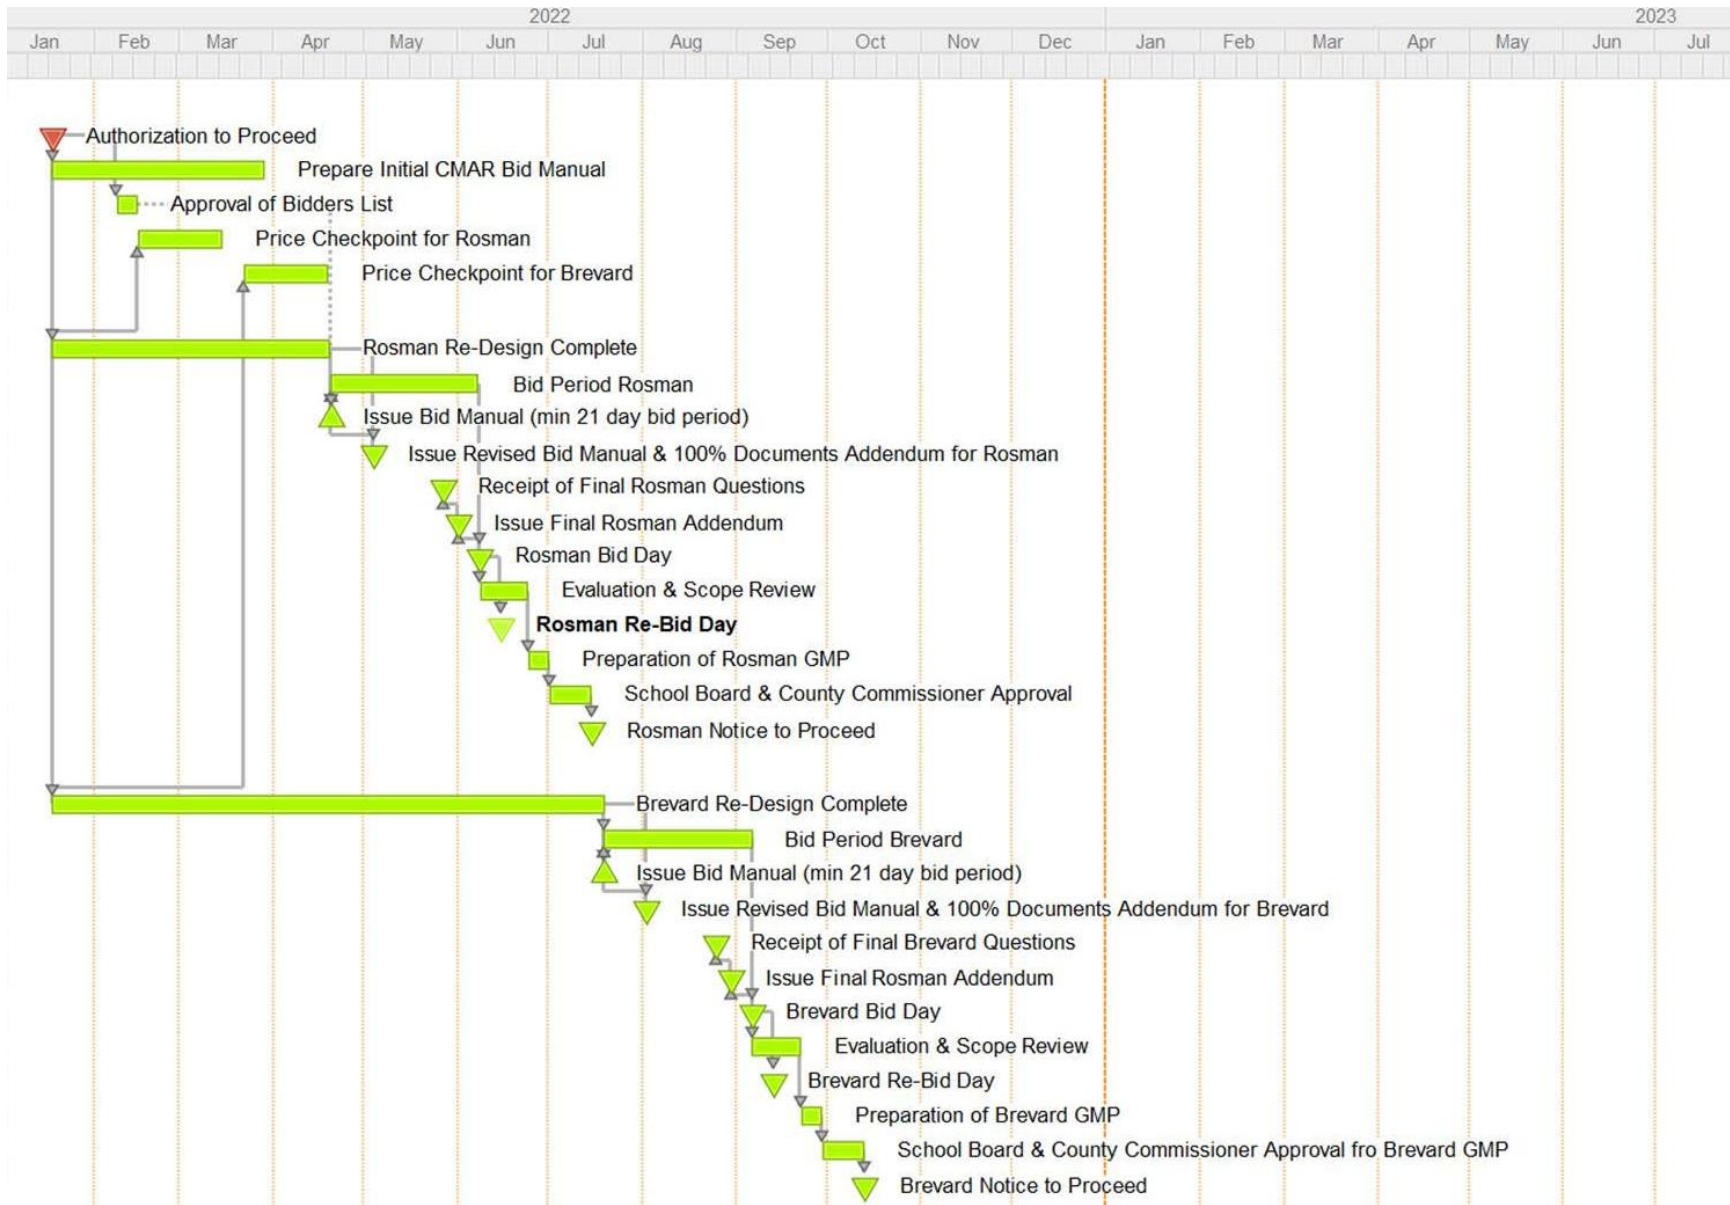 2022 2023
Jan Feb Mar Apr May Jun Jul Aug Sep Oct Nov Dec Jan Feb Mar Apr May Jun Jul
Authorization to Proceed
Prepare Initial CMAR Bid Manual
Approval of Bidders List
Price Checkpoint for Rosman
Price Checkpoint for Brevard
Rosman Re-Design Complete
Bid Period Rosman
Issue Bid Manual (min 21 day bid period)
Issue Revised Bid Manual & 100% Documents Addendum for Rosman
Receipt of Final Rosman Questions
Issue Final Rosman Addendum
Rosman Bid Day
Evaluation & Scope Review
Rosman Re-Bid Day
Preparation of Rosman GMP
School Board & County Commissioner Approval
Rosman Notice to Proceed
Brevard Re-Design Complete
Bid Period Brevard
Issue Bid Manual (min 21 day bid period)
Issue Revised Bid Manual & 100% Documents Addendum for Brevard
Receipt of Final Brevard Questions
Issue Final Rosman Addendum
Brevard Bid Day
Evaluation & Scope Review
Brevard Re-Bid Day
Preparation of Brevard GMP
School Board & County Commissioner Approval fro Brevard GMP
Brevard Notice to Proceed